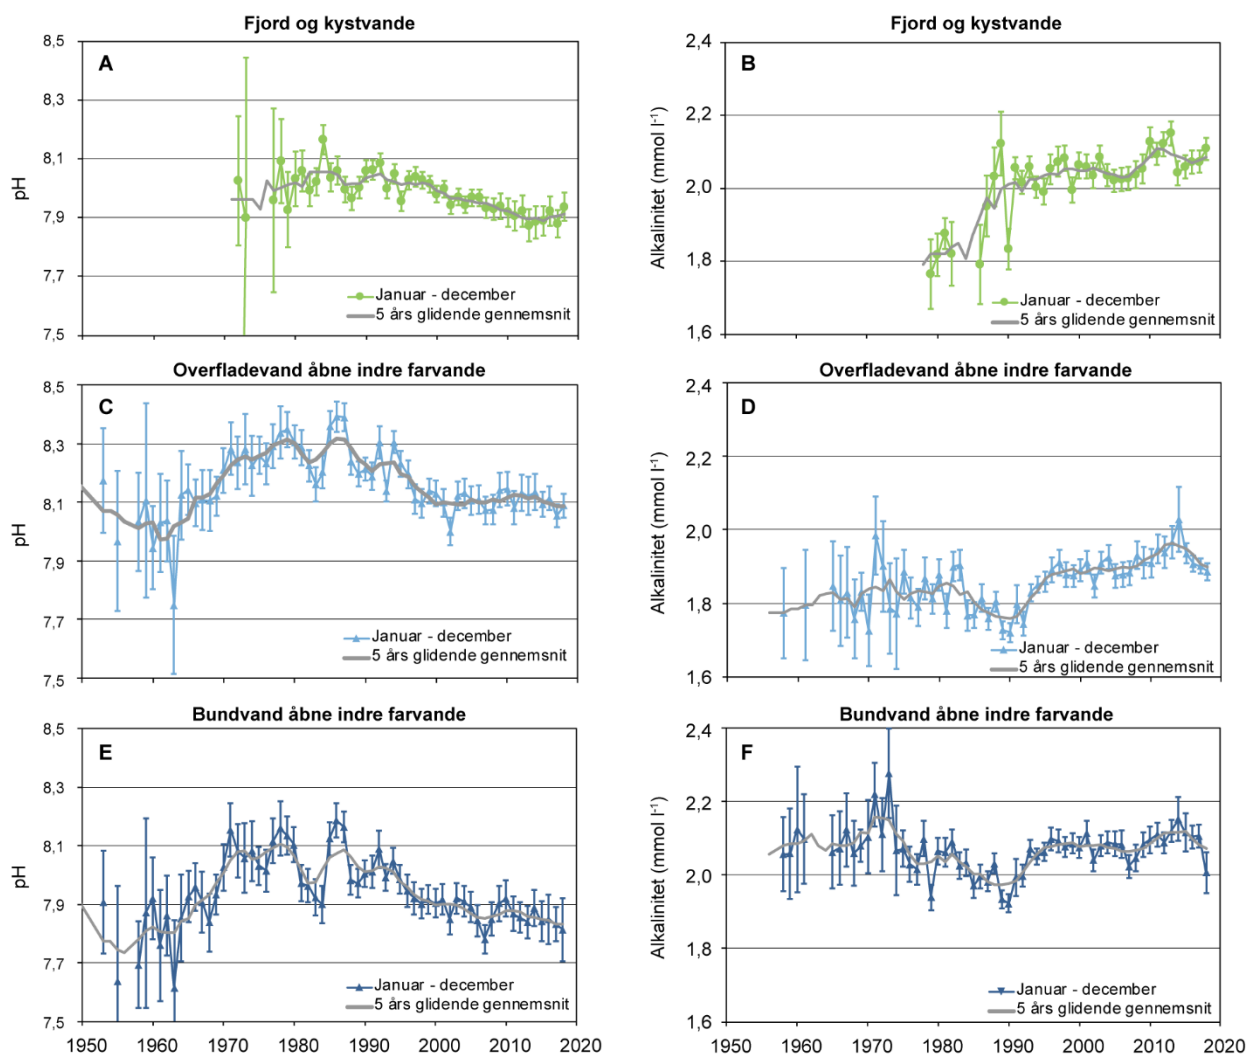 Fjord og kystvande
8,5
8,3
8,1
7,9
7,7
7,5
pH
A
Januar - december
5 års glidende gennemsnit
Fjord og kystvande
2,4
2,2
2,0
1,8
1,6
Alkalinitet (mmol l-1)
B
Januar - december
5 års glidende gennemsnit
Overfladevand åbne indre farvande
8,5
8,3
8,1
7,9
7,7
7,5
pH
C
Januar - december
5 års glidende gennemsnit
Overfladevand åbne indre farvande
2,4
2,2
2,0
1,8
1,6
Alkalinitet (mmol l-1)
D
Januar - december
5 års glidende gennemsnit
Bundvand åbne indre farvande
8,5
8,3
8,1
7,9
7,7
7,5
pH
E
Januar - december
5 års glidende gennemsnit
1950 1960 1970 1980 1990 2000 2010 2020
Bundvand åbne indre farvande
2,4
2,2
2,0
1,8
1,6
Alkalinitet (mmol l-1)
F
Januar - december
5 års glidende gennemsnit
1950 1960 1970 1980 1990 2000 2010 2020